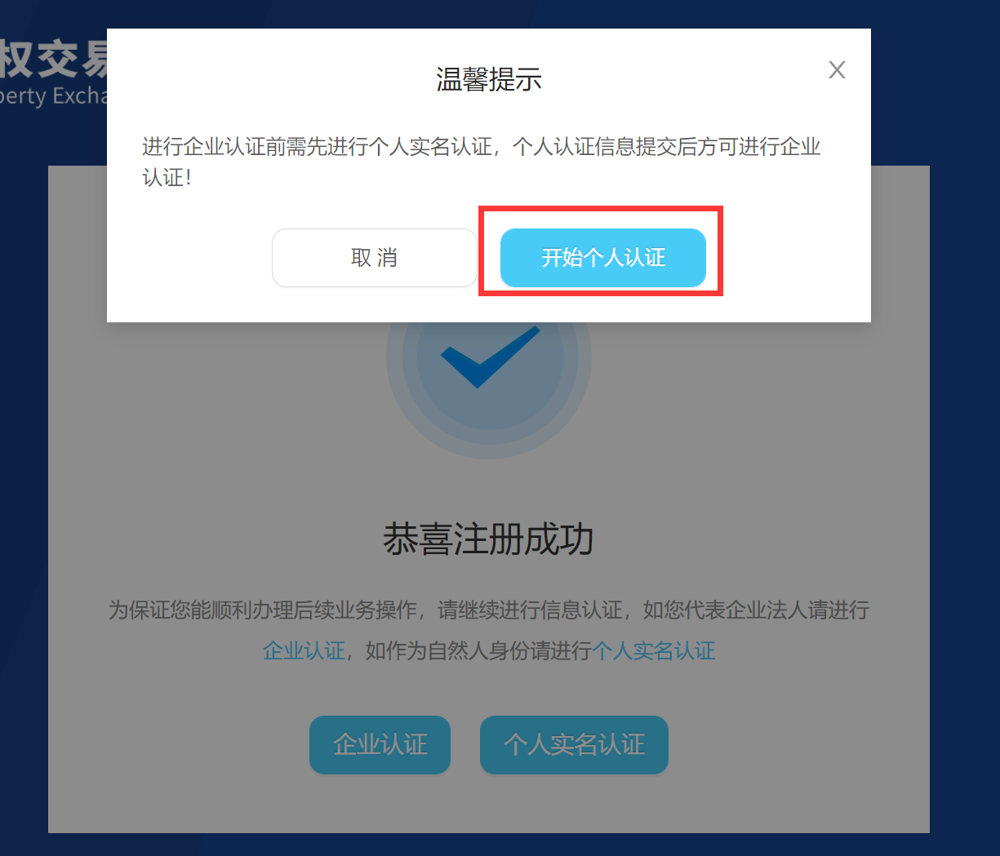 权交易
perty Excha
温馨提示
X
进行企业认证前需先进行个人实名认证，个人认证信息提交后方可进行企业
认证！
取 消
开始个人认证
恭喜注册成功
为保证您能顺利办理后续业务操作，请继续进行信息认证，如您代表企业法人请进行
企业认证，如作为自然人身份请进行个人实名认证
企业认证
个人实名认证